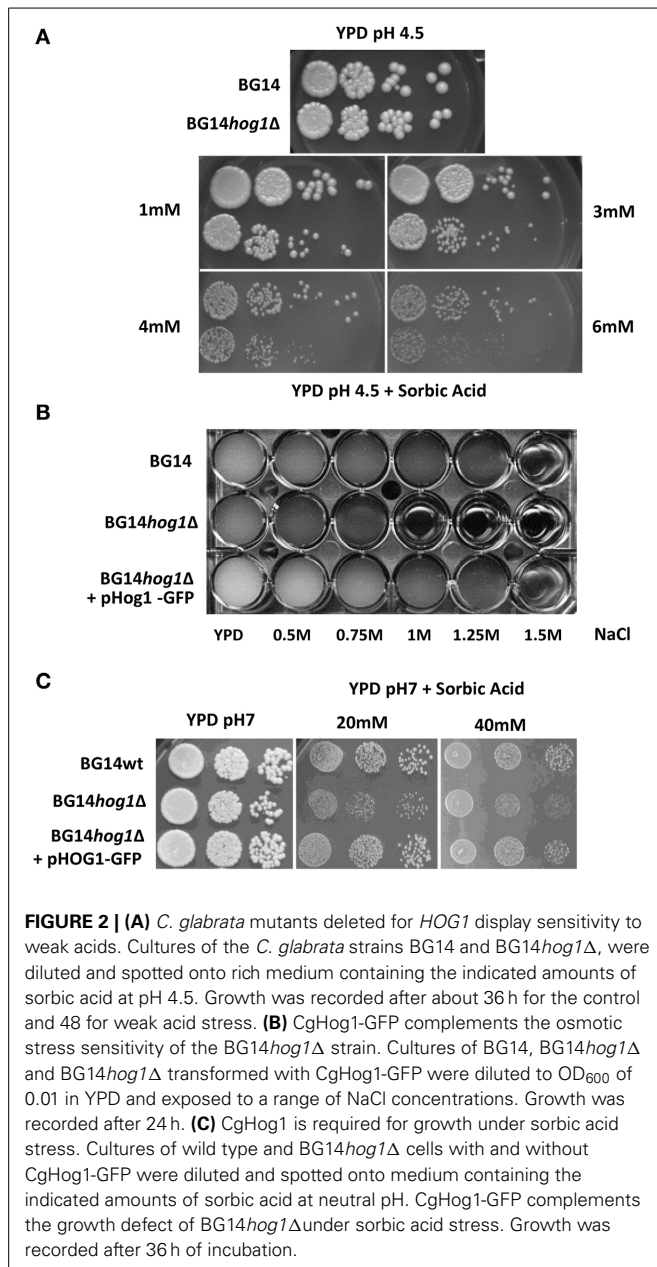 A
YPD pH 4.5
BG14
BG14hog1Δ
1mM
3mM
4mM
6mM
YPD pH 4.5 + Sorbic Acid
B
BG14
BG14hog1Δ
BG14hog1Δ
+ pHog1 -GFP
YPD 0.5M 0.75M 1M 1.25M 1.5M NaCl
C
YPD pH7 + Sorbic Acid
YPD pH7 20mM 40mM
BG14wt
BG14hog1Δ
BG14hog1Δ
+ pHOG1-GFP
FIGURE 2 | (A) C. glabrata mutants deleted for HOG1 display sensitivity to
weak acids. Cultures of the C. glabrata strains BG14 and BG14hog1Δ, were
diluted and spotted onto rich medium containing the indicated amounts of
sorbic acid at pH 4.5. Growth was recorded after about 36 h for the control
and 48 for weak acid stress. (B) CgHog1-GFP complements the osmotic
stress sensitivity of the BG14hog1Δ strain. Cultures of BG14, BG14hog1Δ
and BG14hog1Δ transformed with CgHog1-GFP were diluted to OD600 of
0.01 in YPD and exposed to a range of NaCl concentrations. Growth was
recorded after 24 h. (C) CgHog1 is required for growth under sorbic acid
stress. Cultures of wild type and BG14hog1Δ cells with and without
CgHog1-GFP were diluted and spotted onto medium containing the
indicated amounts of sorbic acid at neutral pH. CgHog1-GFP complements
the growth defect of BG14hog1Δunder sorbic acid stress. Growth was
recorded after 36 h of incubation.